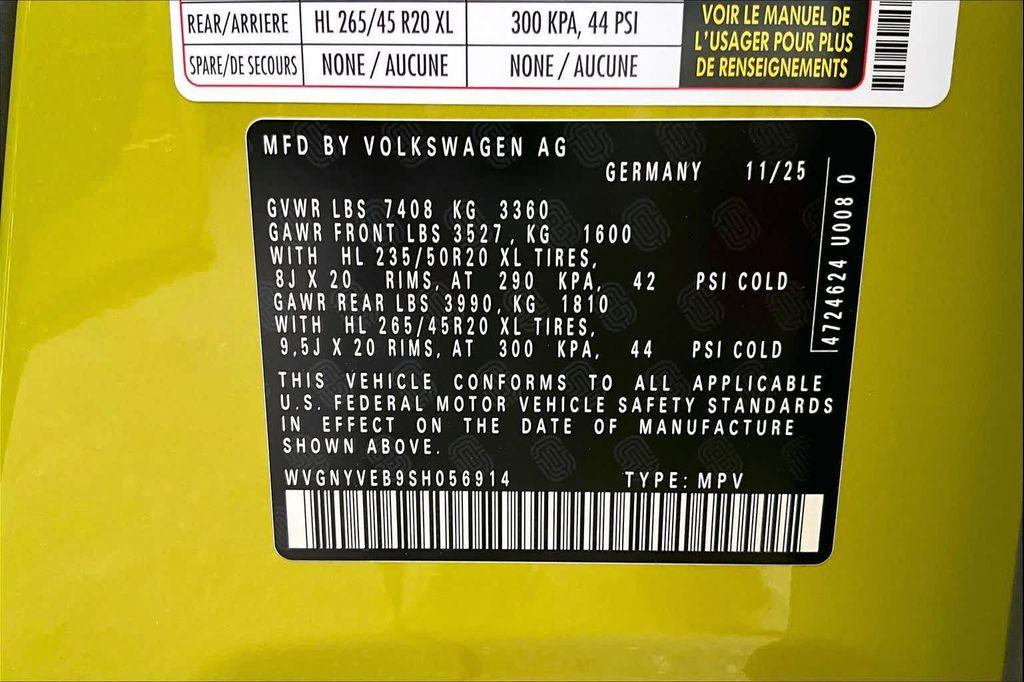 REAR/ARRIERE HL 265/45 R20 XL 300 KPA, 44 PSI
SPARE/DE SECOURS NONE / AUCUNE NONE / AUCUNE
VOIR LE MANUEL DE
L'USAGER POUR PLUS
DE RENSEIGNEMENTS
MFD BY VOLKSWAGEN AG
GERMANY 11/25
GVWR LBS 7408 KG 3360
GAWR FRONT LBS 3527, KG 1600
WITH HL 235/50R20 XL TIRES,
8J X 20 RIMS, AT 290 KPA, 42 PSI COLD
GAWR REAR LBS 3990, KG 1810
WITH HL 265/45R20 XL TIRES,
9,5J X 20 RIMS, AT 300 KPA, 44 PSI COLD
THIS VEHICLE CONFORMS TO ALL APPLICABLE
U.S. FEDERAL MOTOR VEHICLE SAFETY STANDARDS
IN EFFECT ON THE DATE OF MANUFACTURE
SHOWN ABOVE.
WVGNYVEB9SH056914 TYPE: MPV
4724624 U008 0